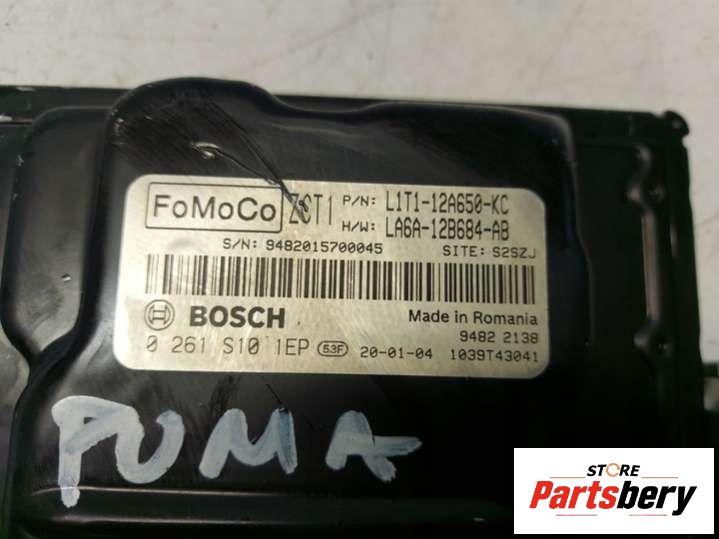 FoMoCo ZCT1 P/N: L1T1-12A650-KC
H/W: LA6A-12B684-AB
S/N: 9482015700045 SITE: S2SZJ
BOSCH Made in Romania
9482 2138
0 261 S10 1EP 53F 20-01-04 1039T43041
PUMA
STORE
Partsbery